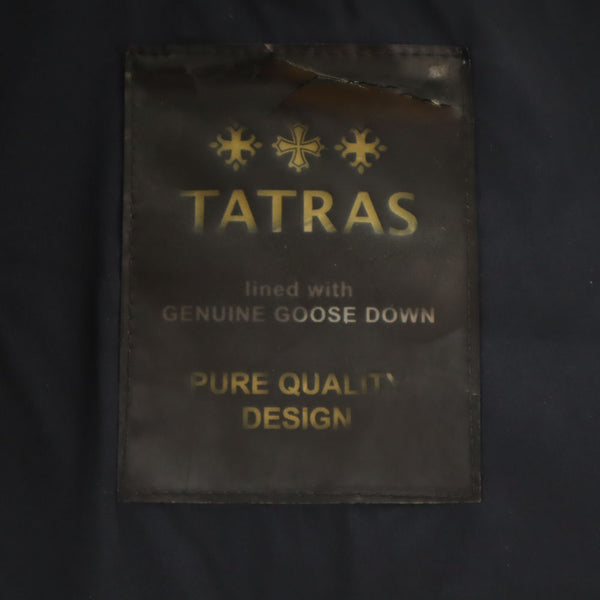 TATRAS
lined with
GENUINE GOOSE DOWN
PURE QUALITY
DESIGN